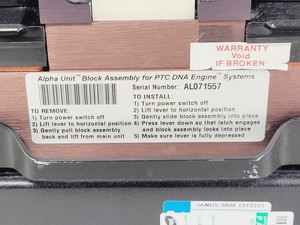 WARRANTY
Void
IF BROKEN
Alpha Unit™ Block Assembly for PTC DNA Engine™ Systems
Serial Number: AL071557
TO REMOVE:
1) Turn power switch off
2) Lift lever to horizontal position
3) Gently pull block assembly
back and lift from main unit
TO INSTALL:
1) Turn power switch off
2) Lift lever to horizontal position
3) Gently slide block assembly into place
4) Press lever down so that latch engages
and block assembly locks into place
5) Make sure lever is fully depressed